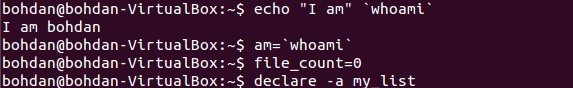 bohdan@bohdan-VirtualBox:~$ echo "I am" `whoami`
I am bohdan
bohdan@bohdan-VirtualBox:~$ am=`whoami`
bohdan@bohdan-VirtualBox:~$ file_count=0
bohdan@bohdan-VirtualBox:~$ declare -a my_list